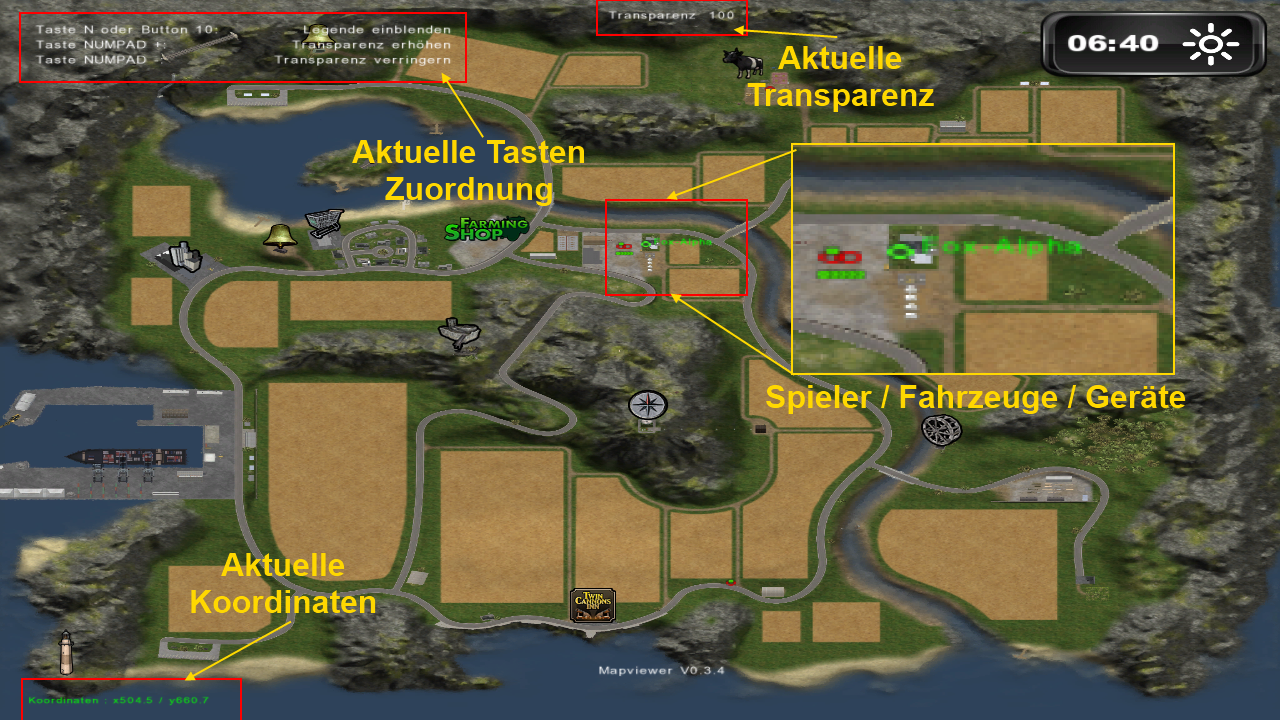 Taste N oder Button 10: Legende einblenden
Taste NUMPAD +: Transparenz erhöhen
Taste NUMPAD -: Transparenz verringern
Transparenz 100
06:40
Aktuelle
Transparenz
Aktuelle Tasten
Zuordnung
FARMING
SHOP
Fox-Alpha
Fox-Alpha
Spieler / Fahrzeuge / Geräte
Aktuelle
Koordinaten
TWIN
CANNONS
INN
Mapviewer V0.3.4
Koordinaten : x504.5 / y660.7